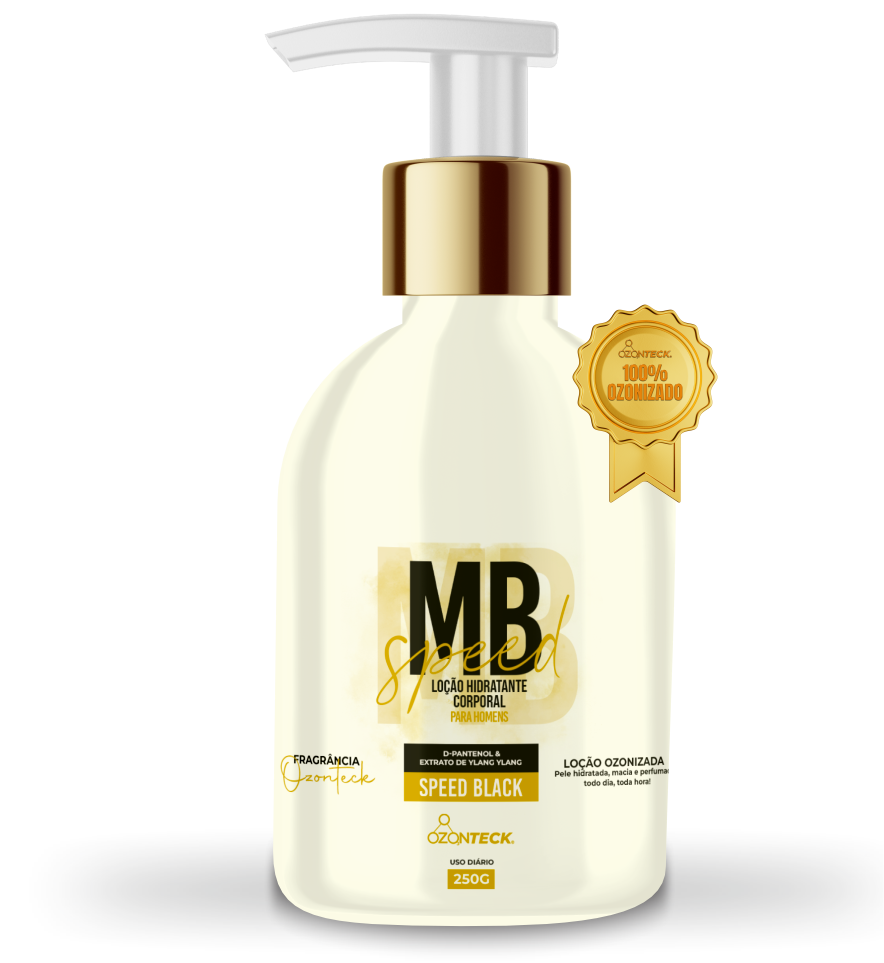 OZONTECK
100%
OZONIZADO
MB
speed
LOÇÃO HIDRATANTE
CORPORAL
PARA HOMENS
D-PANTENOL &
EXTRATO DE YLANG YLANG
SPEED BLACK
FRAGRÂNCIA
Ozonteck
LOÇÃO OZONIZADA
Pele hidratada, macia e perfumad
todo dia, toda hora!
OZONTECK
USO DIÁRIO
250G